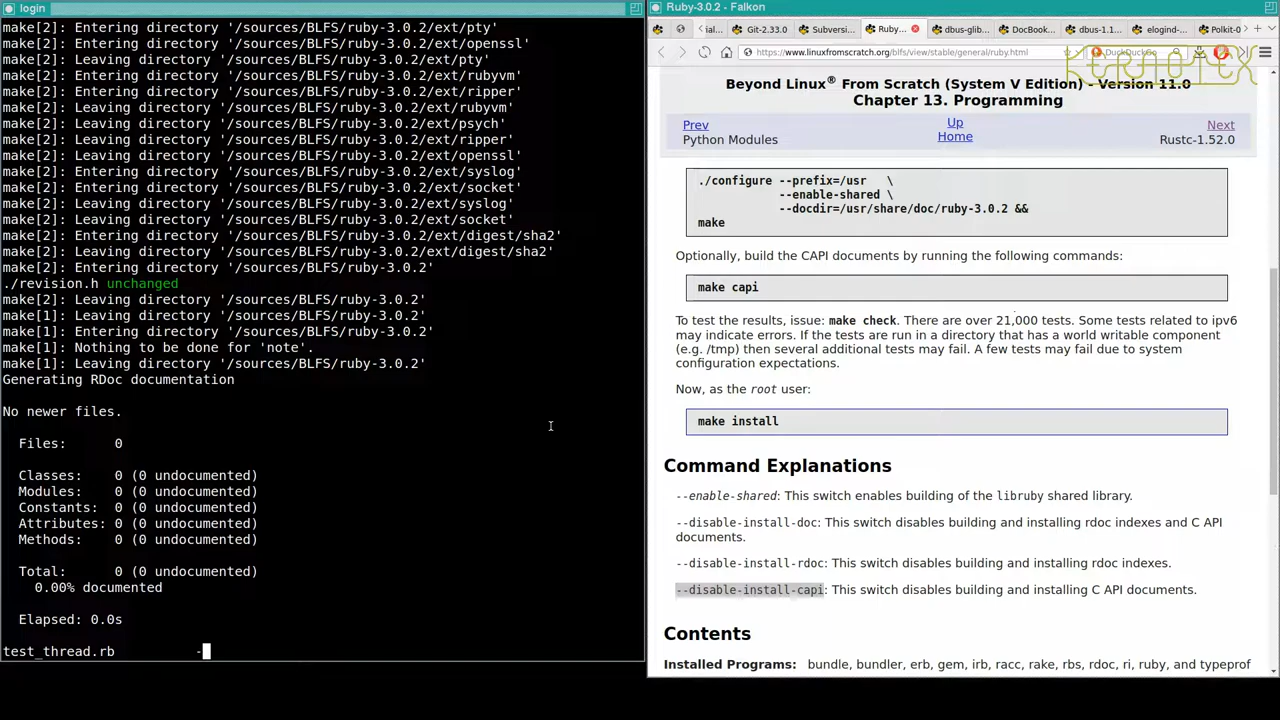 login
make[2]: Entering directory '/sources/BLFS/ruby-3.0.2/ext/pty'
make[2]: Entering directory '/sources/BLFS/ruby-3.0.2/ext/openssl'
make[2]: Leaving directory '/sources/BLFS/ruby-3.0.2/ext/pty'
make[2]: Entering directory '/sources/BLFS/ruby-3.0.2/ext/rubyvm'
make[2]: Entering directory '/sources/BLFS/ruby-3.0.2/ext/ripper'
make[2]: Leaving directory '/sources/BLFS/ruby-3.0.2/ext/rubyvm'
make[2]: Leaving directory '/sources/BLFS/ruby-3.0.2/ext/psych'
make[2]: Leaving directory '/sources/BLFS/ruby-3.0.2/ext/ripper'
make[2]: Leaving directory '/sources/BLFS/ruby-3.0.2/ext/openssl'
make[2]: Entering directory '/sources/BLFS/ruby-3.0.2/ext/syslog'
make[2]: Entering directory '/sources/BLFS/ruby-3.0.2/ext/socket'
make[2]: Leaving directory '/sources/BLFS/ruby-3.0.2/ext/syslog'
make[2]: Leaving directory '/sources/BLFS/ruby-3.0.2/ext/socket'
make[2]: Entering directory '/sources/BLFS/ruby-3.0.2/ext/digest/sha2'
make[2]: Leaving directory '/sources/BLFS/ruby-3.0.2/ext/digest/sha2'
make[2]: Entering directory '/sources/BLFS/ruby-3.0.2'
./revision.h unchanged
make[2]: Leaving directory '/sources/BLFS/ruby-3.0.2'
make[1]: Leaving directory '/sources/BLFS/ruby-3.0.2'
make[1]: Entering directory '/sources/BLFS/ruby-3.0.2'
make[1]: Nothing to be done for 'note'.
make[1]: Leaving directory '/sources/BLFS/ruby-3.0.2'
Generating RDoc documentation
No newer files.
Files: 0
Classes: 0 (0 undocumented)
Modules: 0 (0 undocumented)
Constants: 0 (0 undocumented)
Attributes: 0 (0 undocumented)
Methods: 0 (0 undocumented)
Total: 0 (0 undocumented)
0.00% documented
Elapsed: 0.0s
test_thread.rb -
Ruby-3.0.2 - Falkon
ial... Git-2.33.0 Subversi... Ruby-... dbus-glib... DocBook... dbus-1.1... elogind-... Polkit-0
https://www.linuxfromscratch.org/blfs/view/stable/general/ruby.html DuckDuckGo
KERNOTEX
Beyond Linux® From Scratch (System V Edition) - Version 11.0
Chapter 13. Programming
Prev Up Next
Python Modules Home Rustc-1.52.0
./configure --prefix=/usr \
--enable-shared \
--docdir=/usr/share/doc/ruby-3.0.2 &&
make
Optionally, build the CAPI documents by running the following commands:
make capi
To test the results, issue: make check. There are over 21,000 tests. Some tests related to ipv6
may indicate errors. If the tests are run in a directory that has a world writable component
(e.g. /tmp) then several additional tests may fail. A few tests may fail due to system
configuration expectations.
Now, as the root user:
make install
Command Explanations
--enable-shared: This switch enables building of the libruby shared library.
--disable-install-doc: This switch disables building and installing rdoc indexes and C API
documents.
--disable-install-rdoc: This switch disables building and installing rdoc indexes.
--disable-install-capi: This switch disables building and installing C API documents.
Contents
Installed Programs: bundle, bundler, erb, gem, irb, racc, rake, rbs, rdoc, ri, ruby, and typeprof